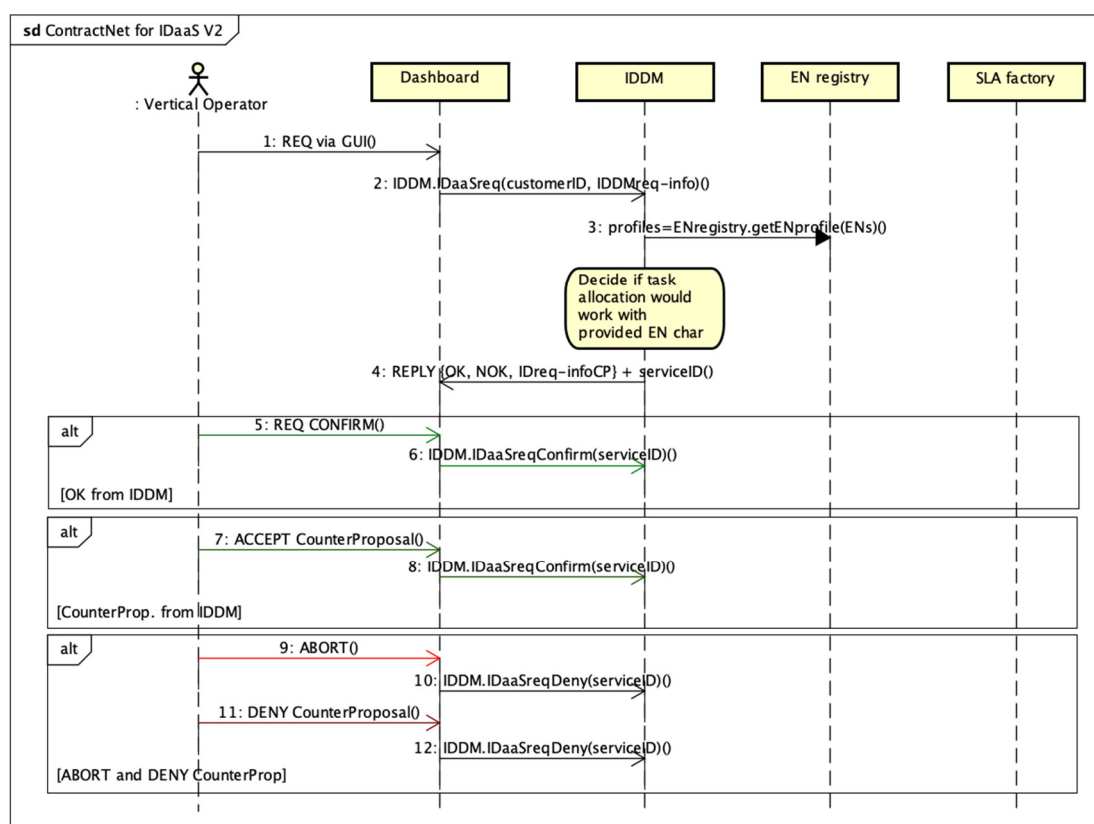 sd ContractNet for IDaaS V2
: Vertical Operator
Dashboard
IDDM
EN registry
SLA factory
1: REQ via GUI()
2: IDDM.IDaaSreq(customerID, IDDMreq-info)()
3: profiles=ENregistry.getENprofile(ENs)()
Decide if task
allocation would
work with
provided EN char
4: REPLY {OK, NOK, IDreq-infoCP} + serviceID()
alt
5: REQ CONFIRM()
6: IDDM.IDaaSreqConfirm(serviceID)()
[OK from IDDM]
alt
7: ACCEPT CounterProposal()
8: IDDM.IDaaSreqConfirm(serviceID)()
[CounterProp. from IDDM]
alt
9: ABORT()
10: IDDM.IDaaSreqDeny(serviceID)()
11: DENY CounterProposal()
12: IDDM.IDaaSreqDeny(serviceID)()
[ABORT and DENY CounterProp]